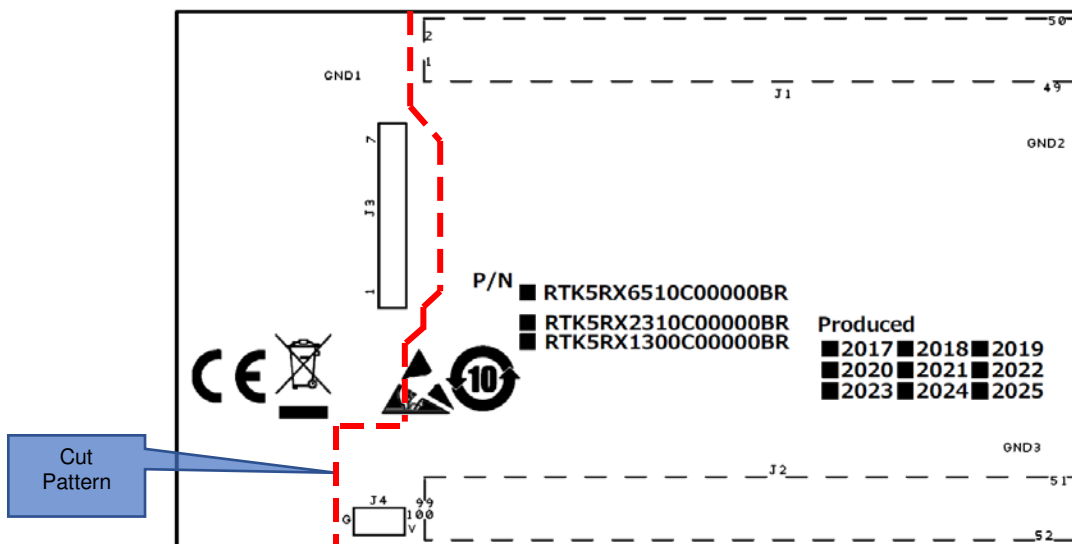 50
2
1
GND1
49
J1
7
GND2
J3
1
P/N
RTK5RX6510C00000BR
RTK5RX2310C00000BR
RTK5RX1300C00000BR
Produced
2017 2018 2019
2020 2021 2022
2023 2024 2025
CE
10
Cut
Pattern
GND3
J2
51
J4
99
100
G
V
52